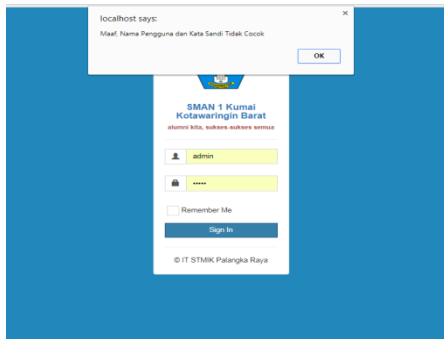 localhost says:
Maaf, Nama Pengguna dan Kata Sandi Tidak Cocok
OK
SMAN 1 Kumai
Kotawaringin Barat
alumni kita, sukses-sukses semua
admin
•••••
Remember Me
Sign In
© IT STMIK Palangka Raya